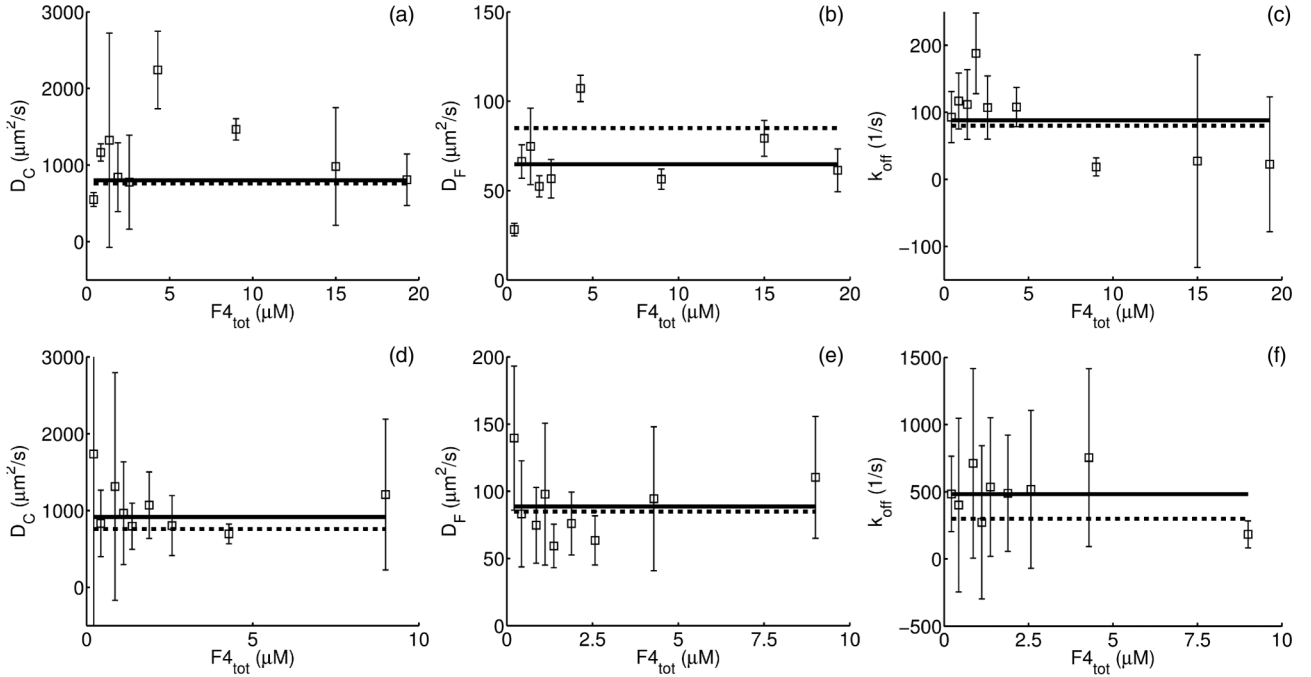 (a)
D_C (μm²/s)
3000
2000
1000
0
0 5 10 15 20
F4_tot (μM)
(b)
D_F (μm²/s)
150
100
50
0
0 5 10 15 20
F4_tot (μM)
(c)
k_off (1/s)
100
0
−100
0 5 10 15 20
F4_tot (μM)
(d)
D_C (μm²/s)
3000
2000
1000
0
0 5 10
F4_tot (μM)
(e)
D_F (μm²/s)
200
150
100
50
0
0 2.5 5 7.5 10
F4_tot (μM)
(f)
k_off (1/s)
1500
1000
500
0
−500
0 2.5 5 7.5 10
F4_tot (μM)